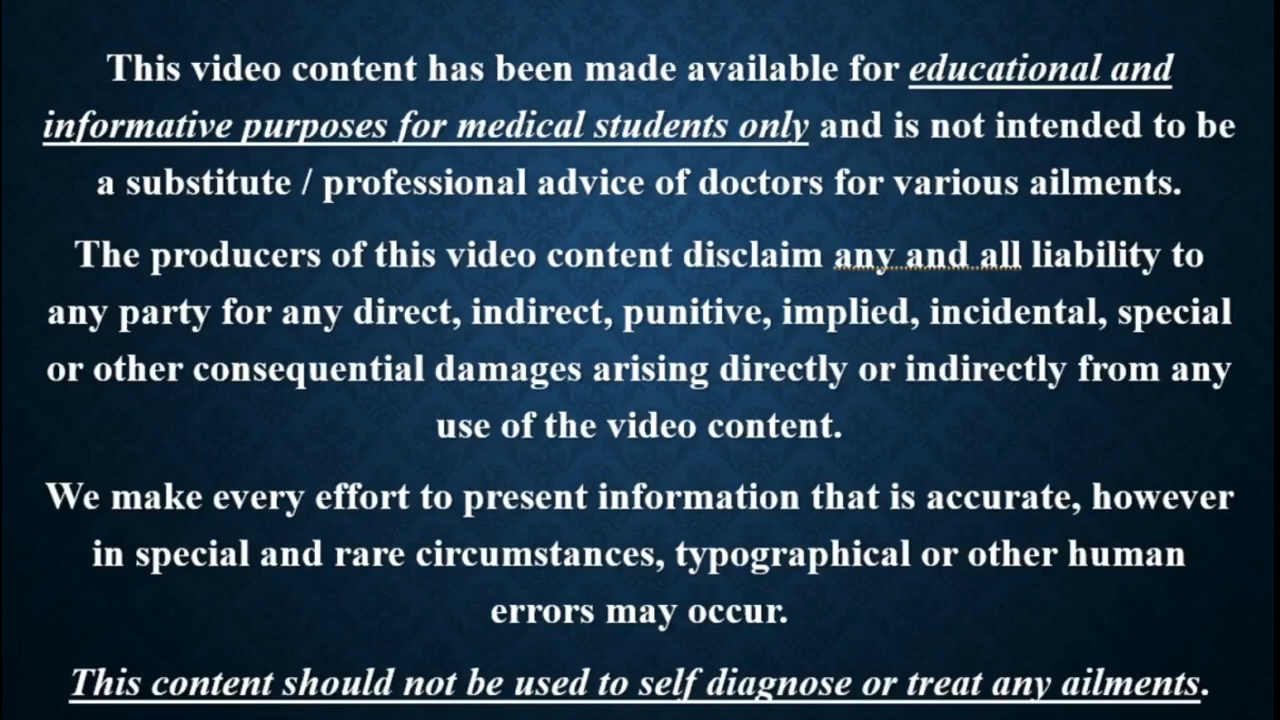 This video content has been made available for educational and
informative purposes for medical students only and is not intended to be
a substitute / professional advice of doctors for various ailments.
The producers of this video content disclaim any and all liability to
any party for any direct, indirect, punitive, implied, incidental, special
or other consequential damages arising directly or indirectly from any
use of the video content.
We make every effort to present information that is accurate, however
in special and rare circumstances, typographical or other human
errors may occur.
This content should not be used to self diagnose or treat any ailments.